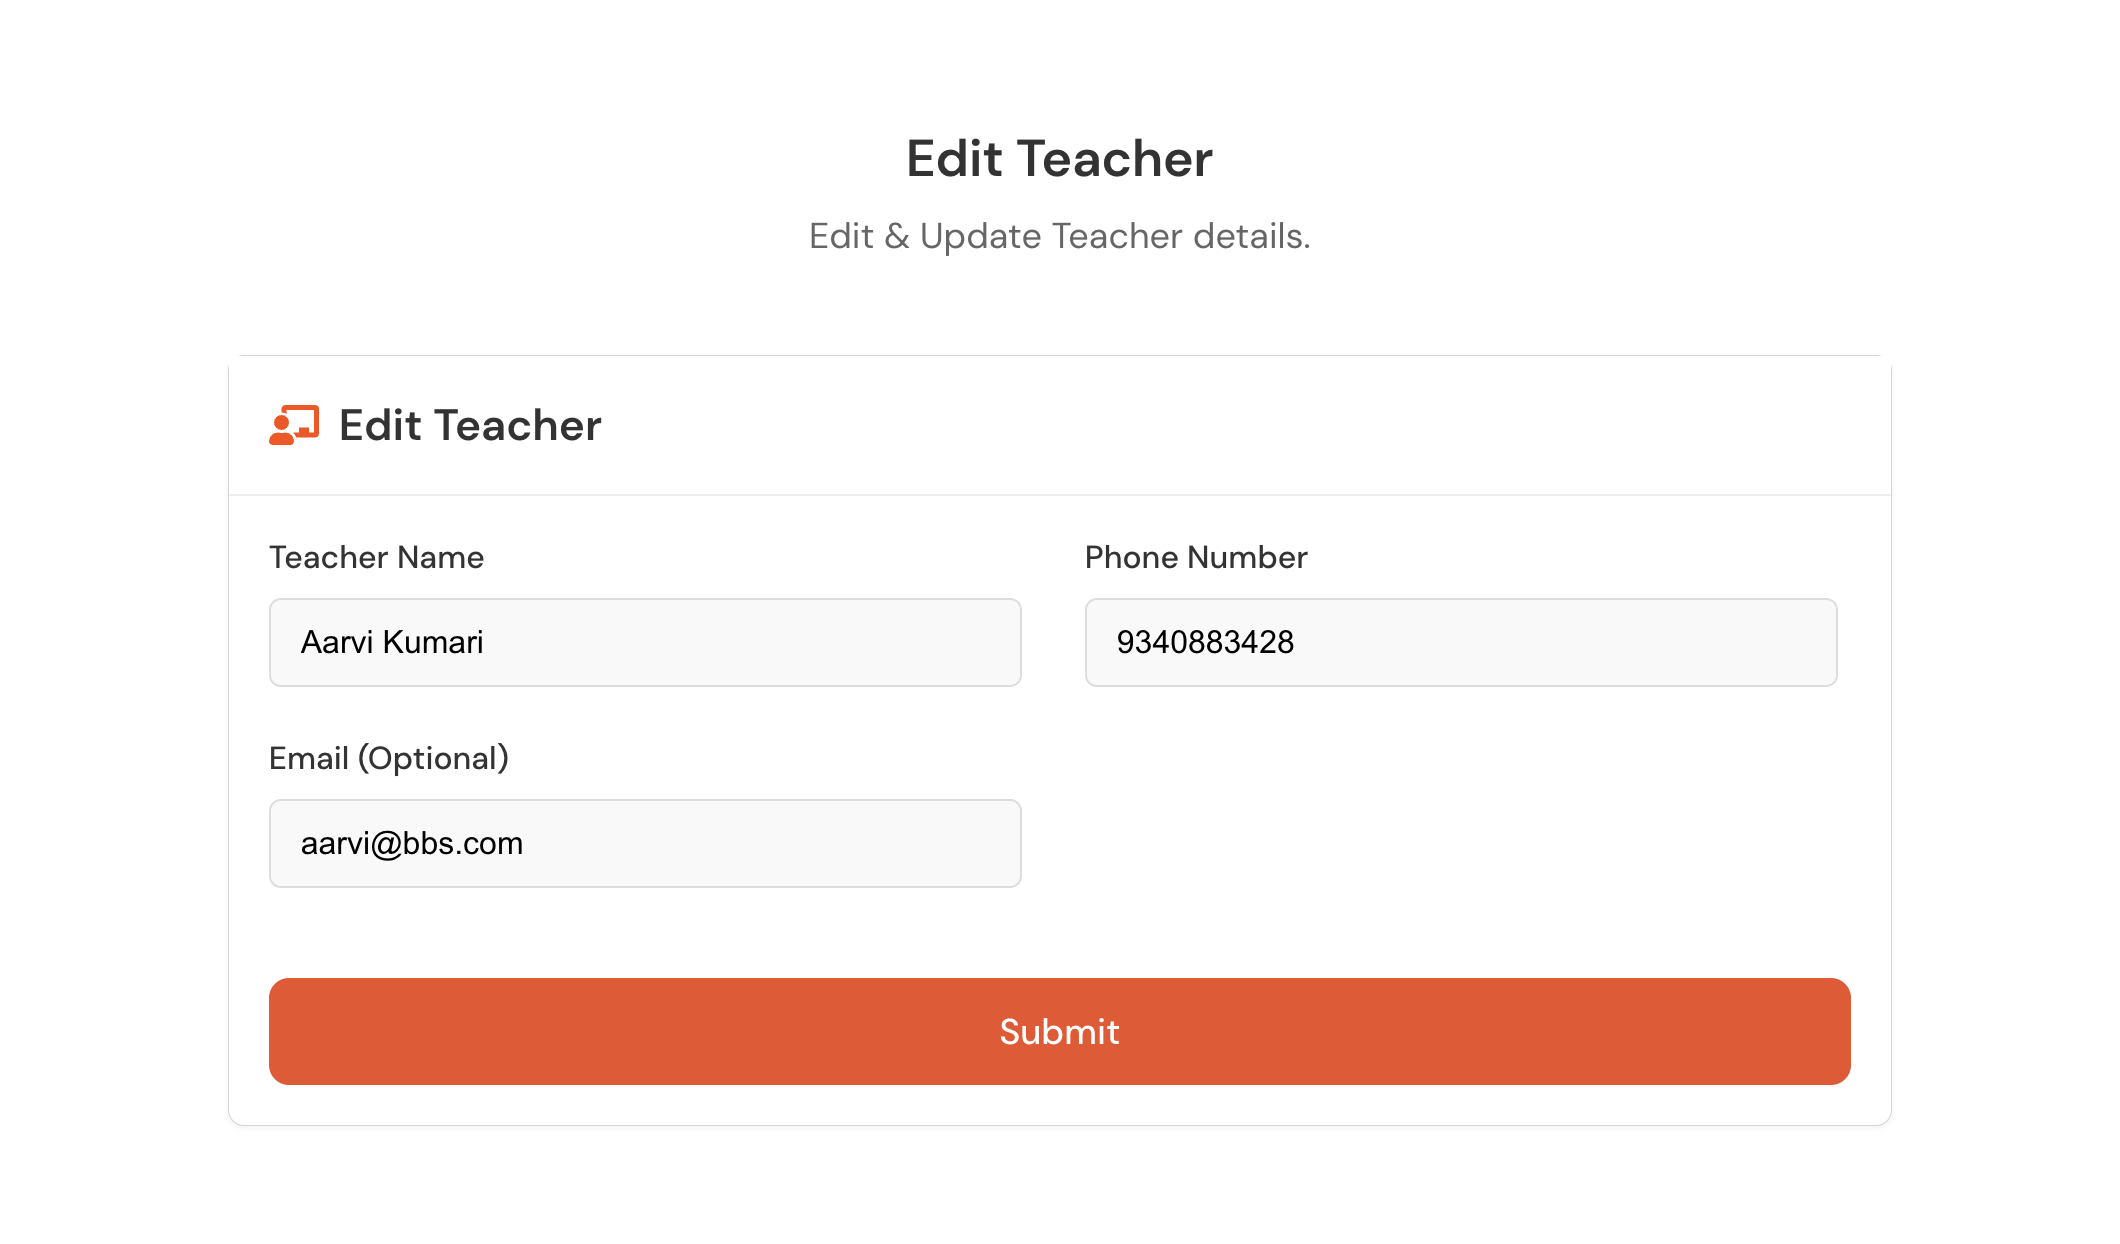 Edit Teacher
Edit & Update Teacher details.
Edit Teacher
Teacher Name
Phone Number
Aarvi Kumari
9340883428
Email (Optional)
aarvi@bbs.com
Submit